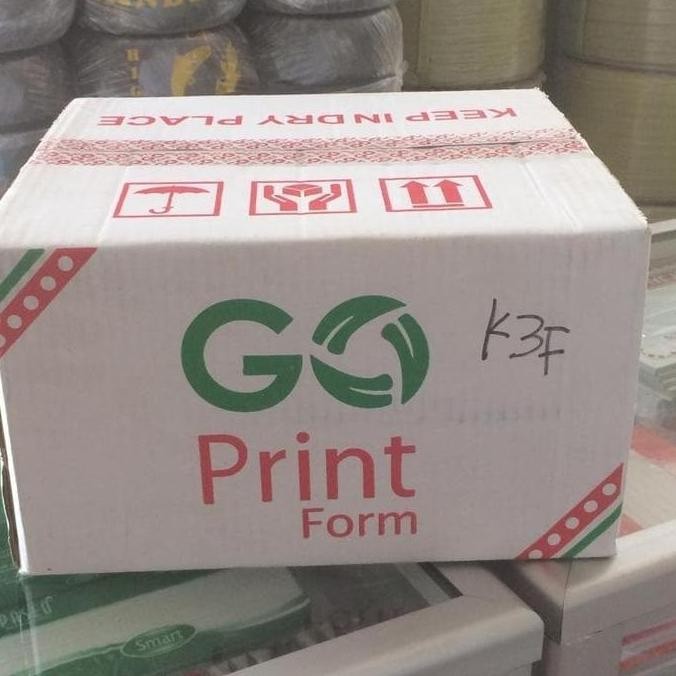 KEEP IN DRY PLACE
GO
K3F
Print
Form
Smart